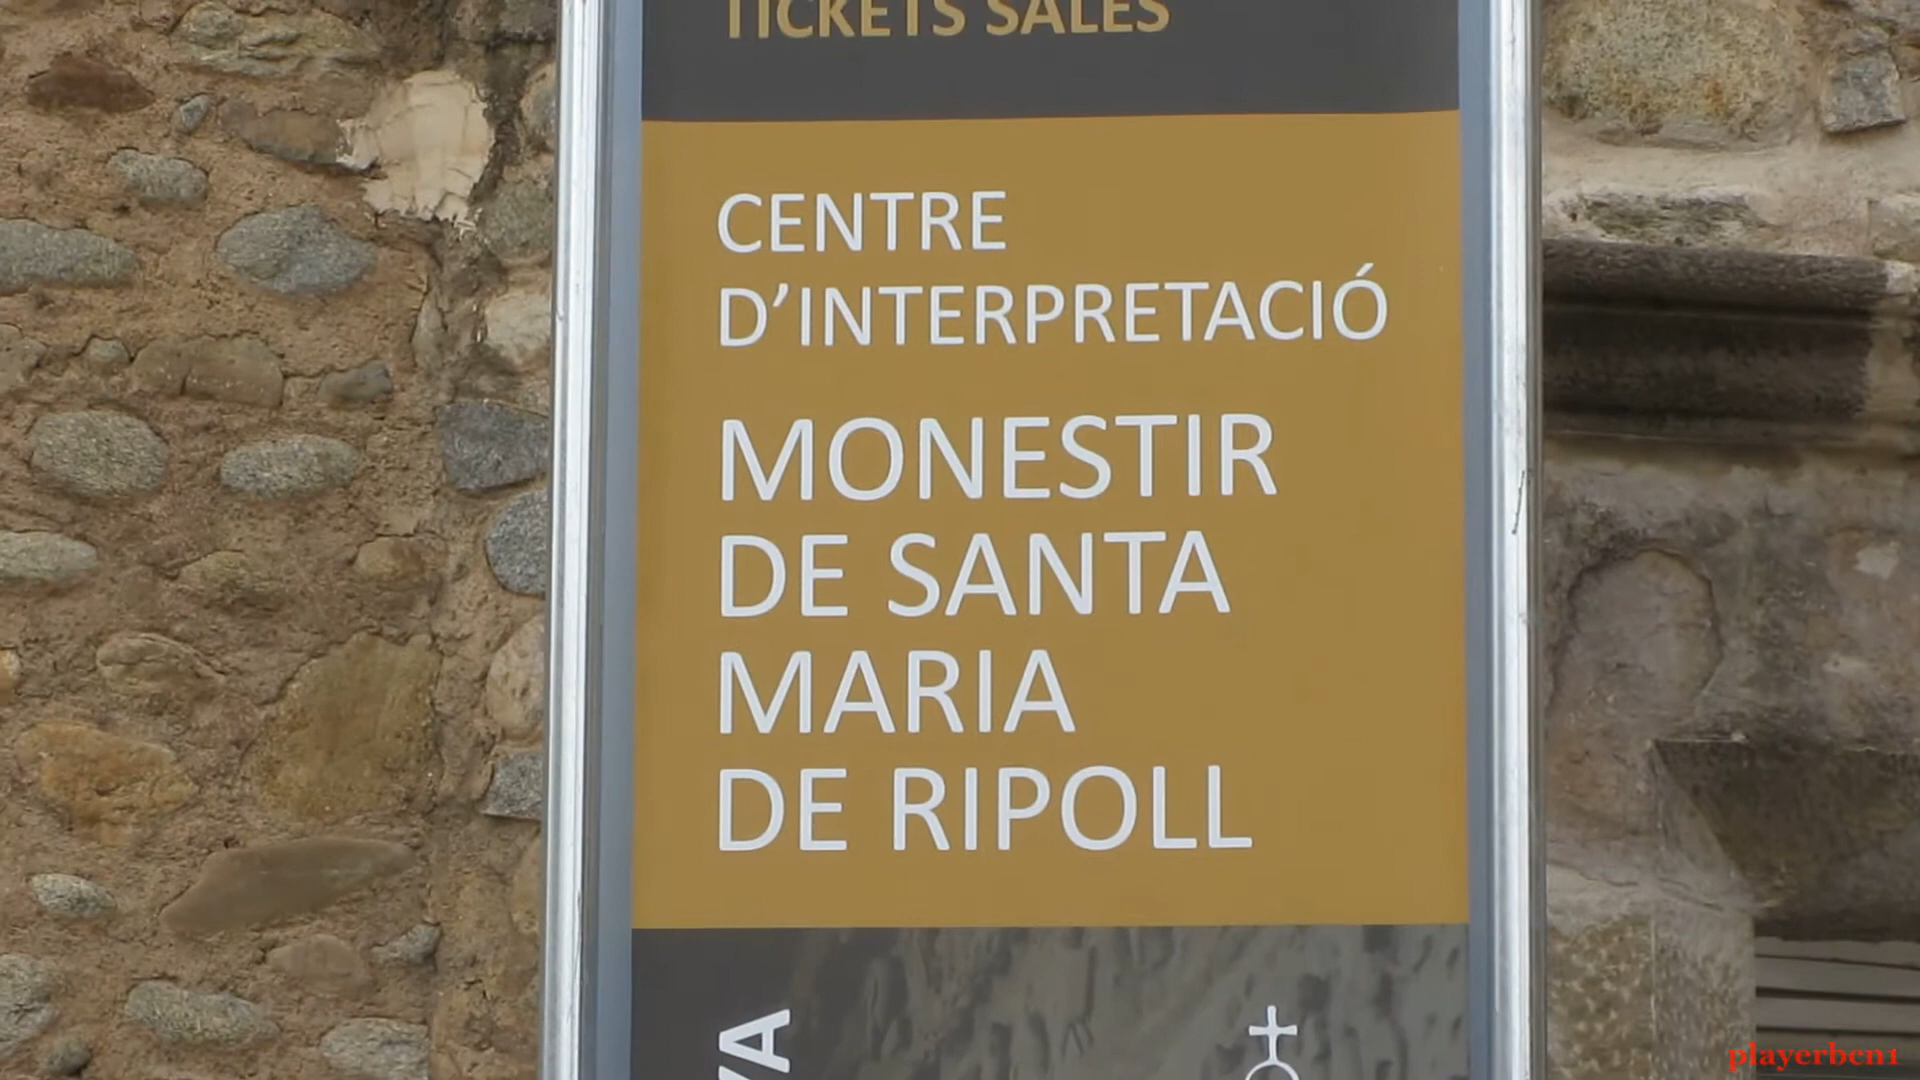 TICKETS SALES
CENTRE
D’INTERPRETACIÓ
MONESTIR
DE SANTA
MARIA
DE RIPOLL
playerbcn1